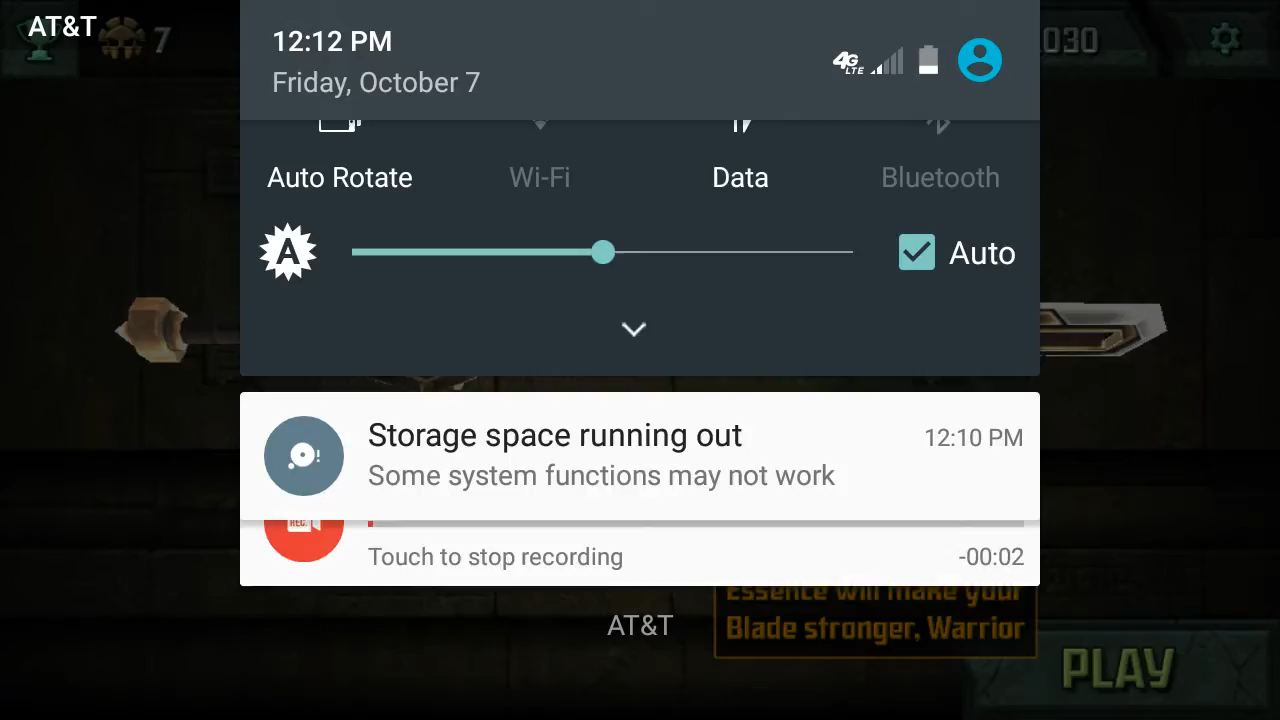 AT&T
7
12:12 PM
Friday, October 7
4G
LTE
030
Auto Rotate
Wi-Fi
Data
Bluetooth
A
Auto
Storage space running out
12:10 PM
Some system functions may not work
REC
Touch to stop recording
-00:02
Essence will make your
Blade stronger, Warrior
AT&T
PLAY